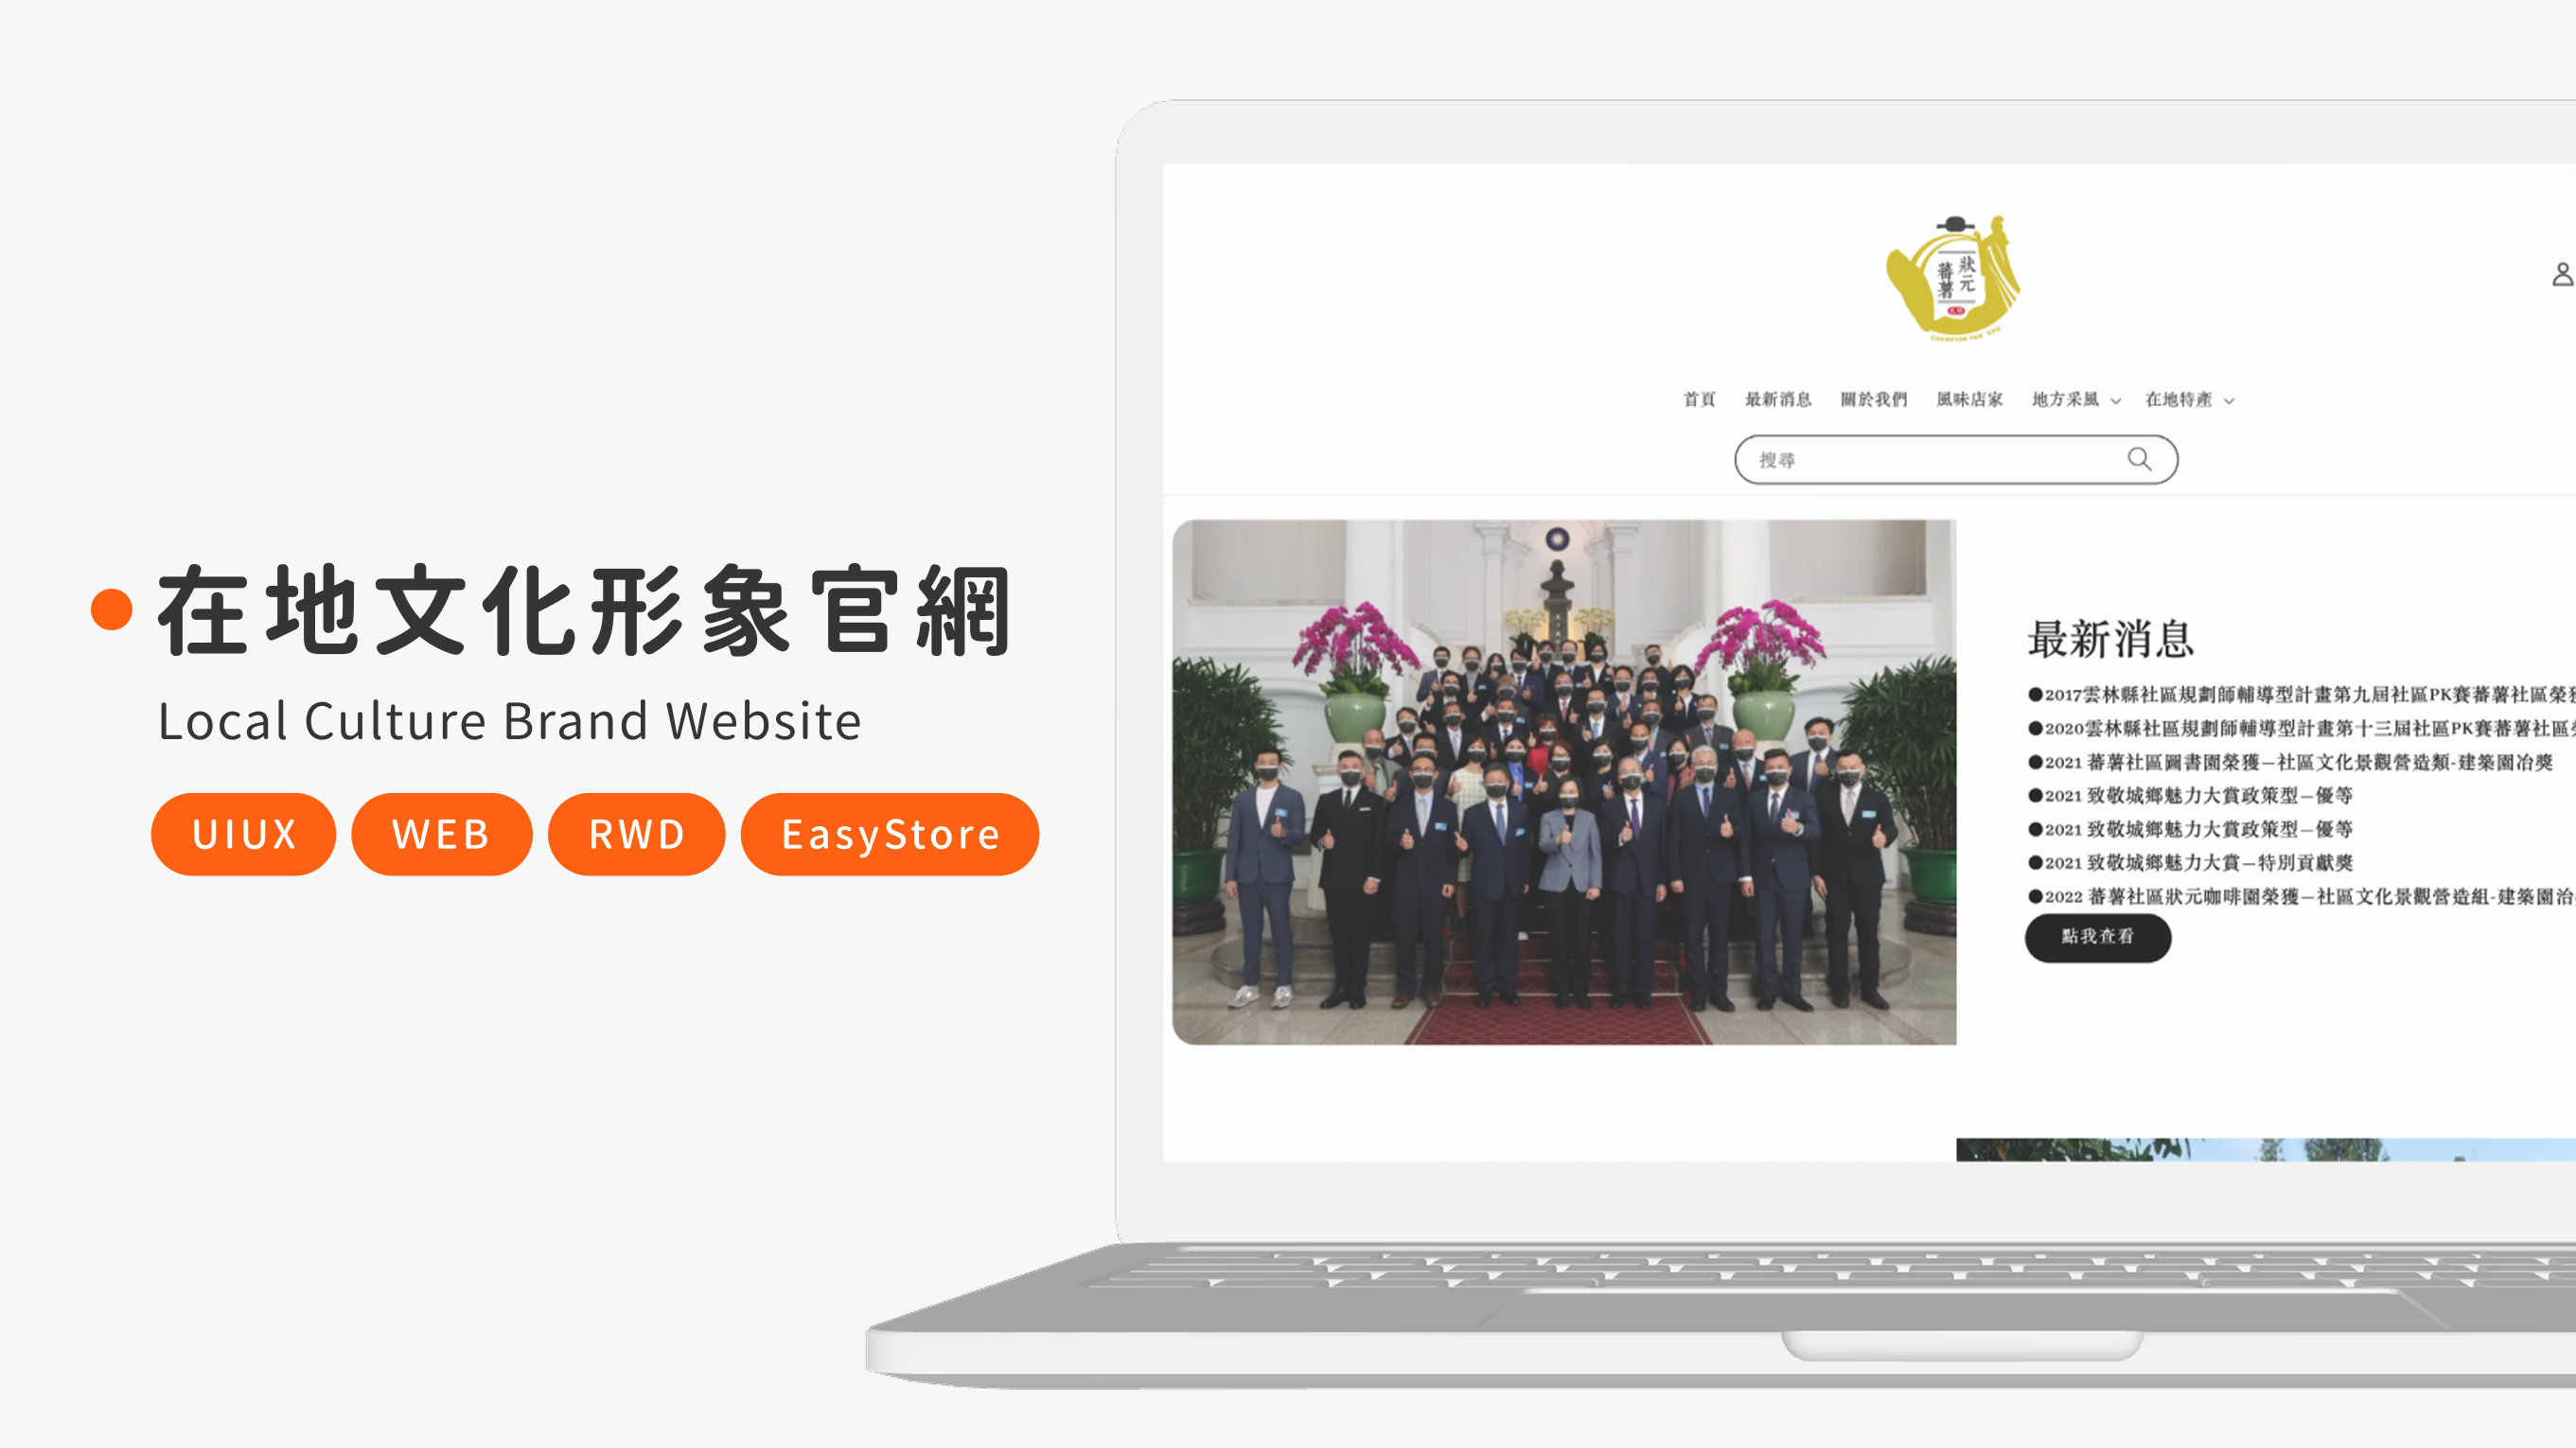 在地文化形象官網
Local Culture Brand Website
UIUX WEB RWD EasyStore
狀元
蕃薯
CHAMPION FAN SHU
首頁 最新消息 關於我們 風味店家 地方采風 在地特產
搜尋
最新消息
●2017雲林縣社區規劃師輔導型計畫第九屆社區PK賽蕃薯社區榮
●2020雲林縣社區規劃師輔導型計畫第十三屆社區PK賽蕃薯社區
●2021 蕃薯社區圖書園榮獲—社區文化景觀營造類-建築園冶獎
●2021 致敬城鄉魅力大賞政策型—優等
●2021 致敬城鄉魅力大賞政策型—優等
●2021 致敬城鄉魅力大賞—特別貢獻獎
●2022 蕃薯社區狀元咖啡園榮獲—社區文化景觀營造組-建築園冶
點我查看